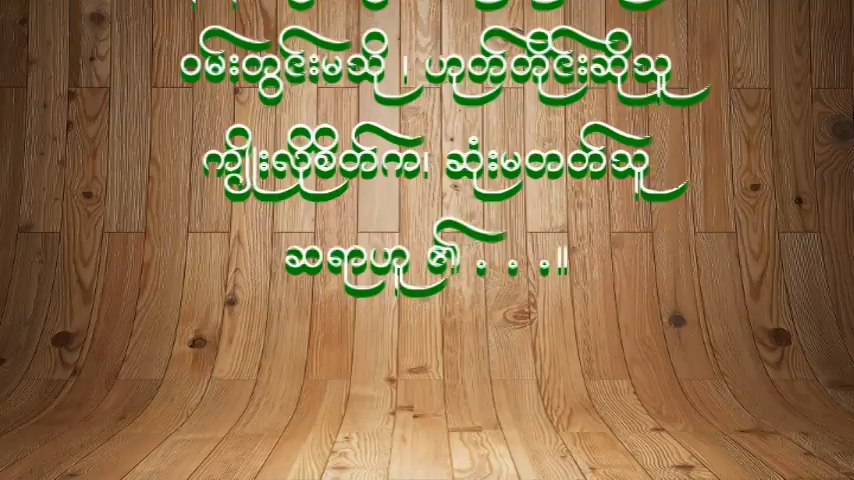 ဝမ်းတွင်းမသို ၊ ဟုတ်တိုင်းဆိုသူ
ကျိုးလိုစိတ်က၊ ဆုံးမတတ်သူ
ဆရာဟူ ၏ . . .။